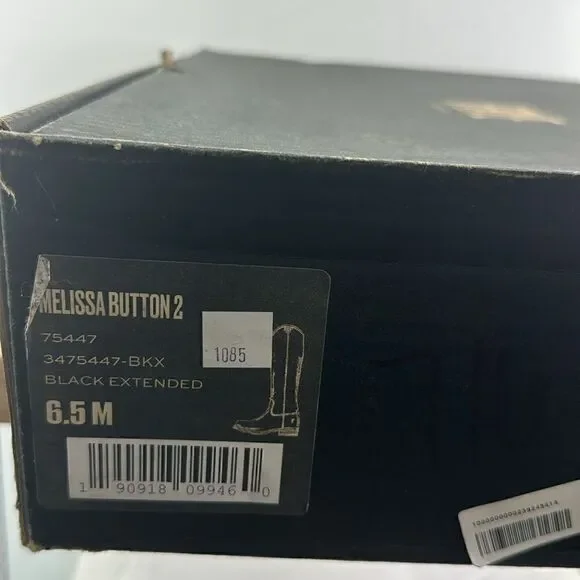 MELISSA BUTTON 2
75447
3475447-BKX
BLACK EXTENDED
6.5 M
1085
1 90918 09946 0